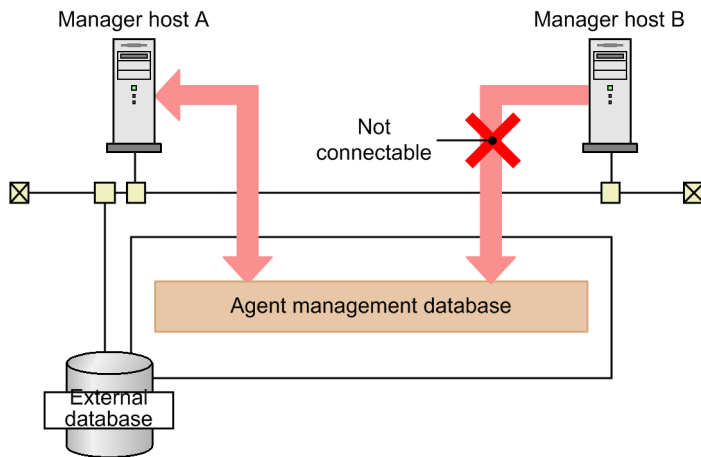 Manager host A
Manager host B
Not
connectable
Agent management database
External
database